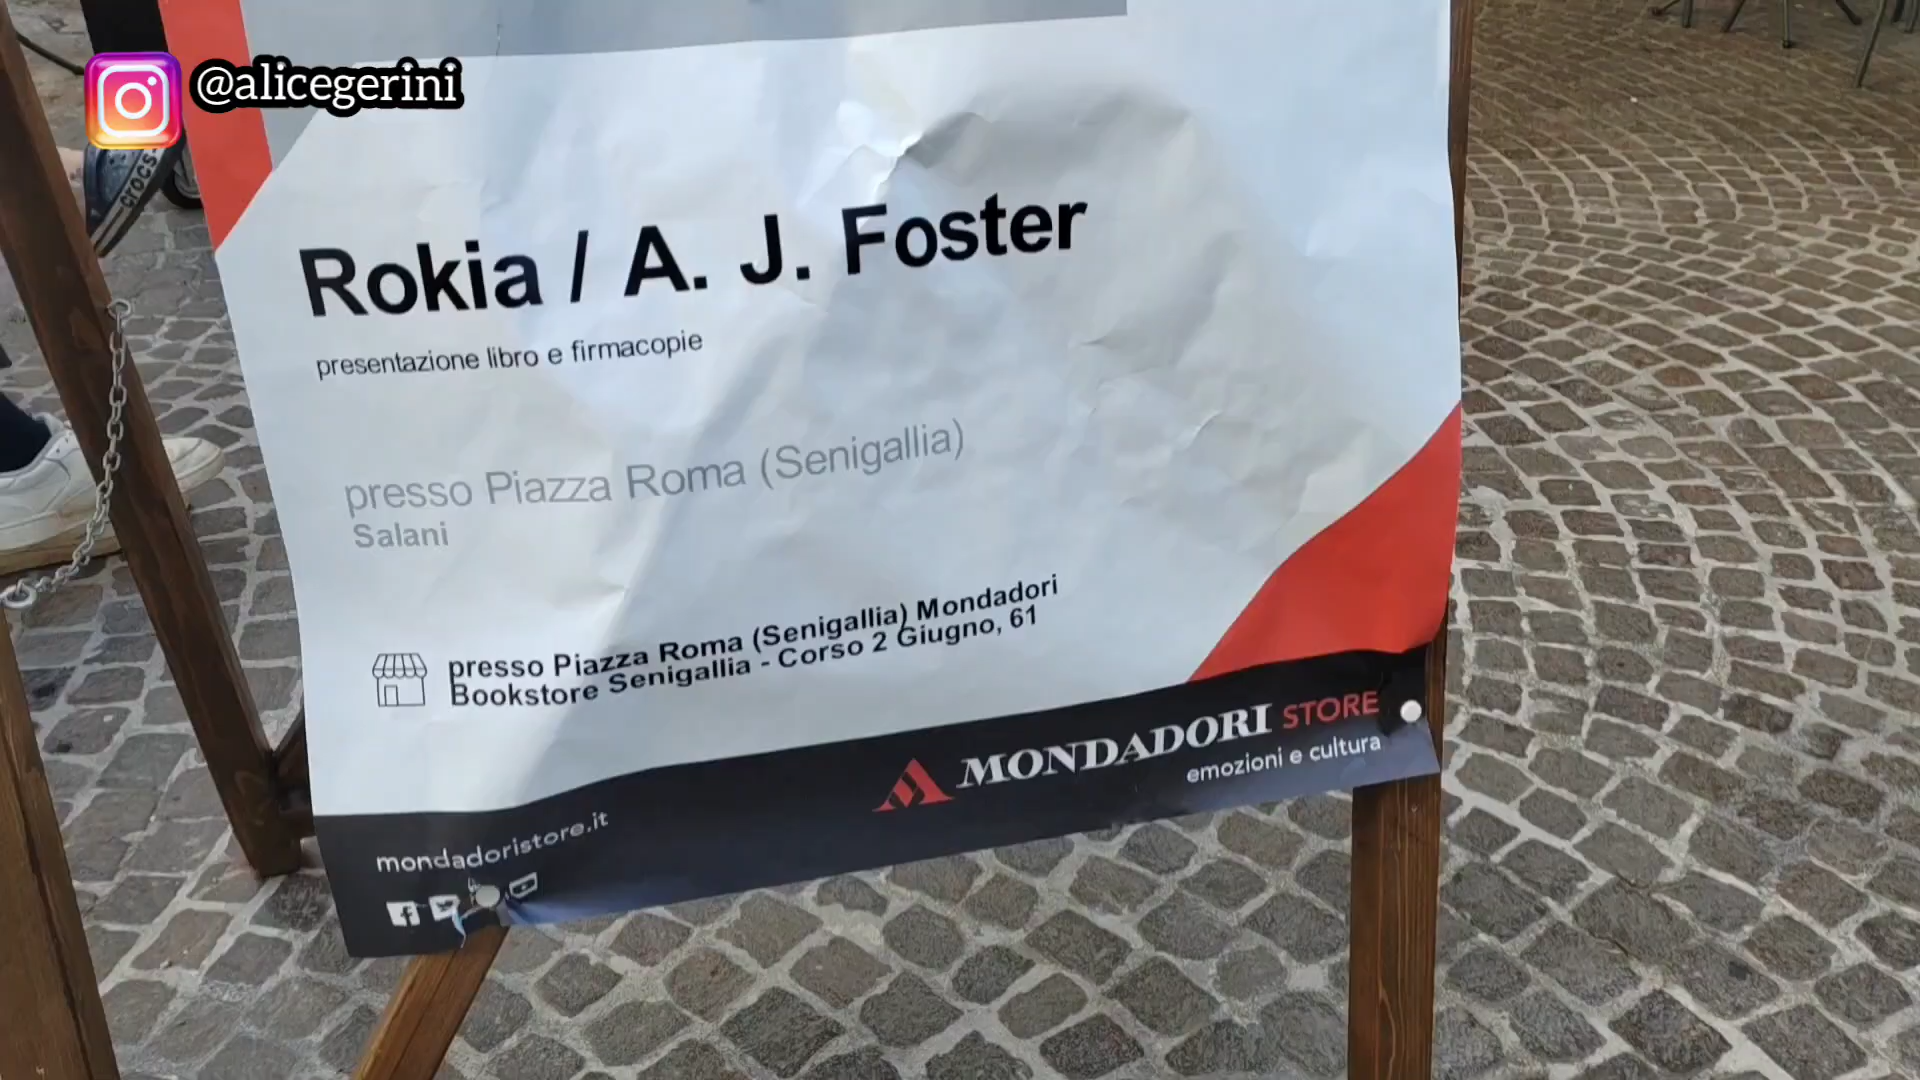 @alicegerini
crocs
Rokia / A. J. Foster
presentazione libro e firmacopie
presso Piazza Roma (Senigallia)
Salani
presso Piazza Roma (Senigallia) Mondadori
Bookstore Senigallia - Corso 2 Giugno, 61
MONDADORI STORE
emozioni e cultura
mondadoristore.it